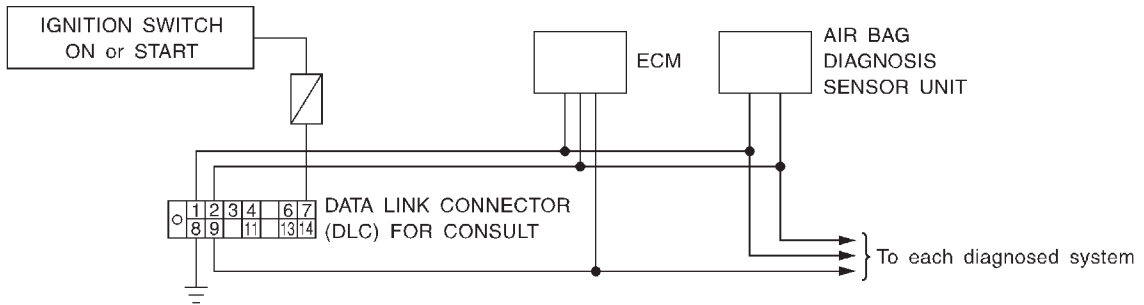 IGNITION SWITCH
ON or START
ECM
AIR BAG
DIAGNOSIS
SENSOR UNIT
1 2 3 4 6 7
8 9 11 13 14
DATA LINK CONNECTOR
(DLC) FOR CONSULT
To each diagnosed system